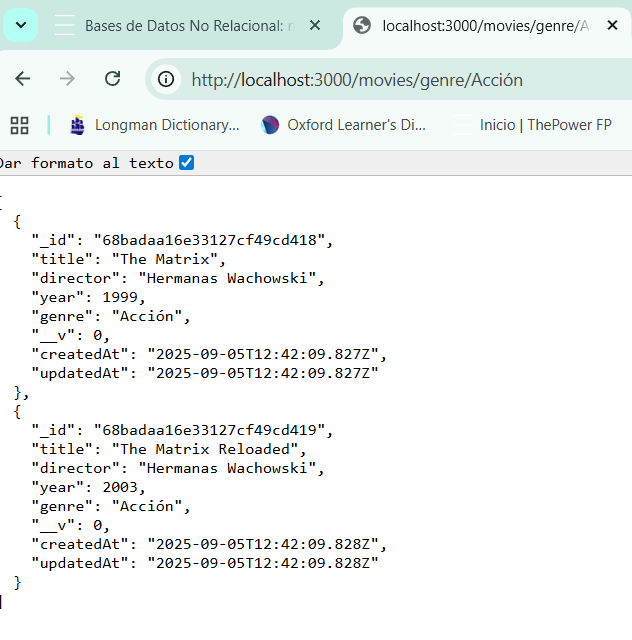 Bases de Datos No Relacional: n
localhost:3000/movies/genre/Ac
http://localhost:3000/movies/genre/Acción
Longman Dictionary... Oxford Learner's Di... Inicio | ThePower FP
Dar formato al texto
[
{
"_id": "68badaa16e33127cf49cd418",
"title": "The Matrix",
"director": "Hermanas Wachowski",
"year": 1999,
"genre": "Acción",
"__v": 0,
"createdAt": "2025-09-05T12:42:09.827Z",
"updatedAt": "2025-09-05T12:42:09.827Z"
},
{
"_id": "68badaa16e33127cf49cd419",
"title": "The Matrix Reloaded",
"director": "Hermanas Wachowski",
"year": 2003,
"genre": "Acción",
"__v": 0,
"createdAt": "2025-09-05T12:42:09.828Z",
"updatedAt": "2025-09-05T12:42:09.828Z"
}
]